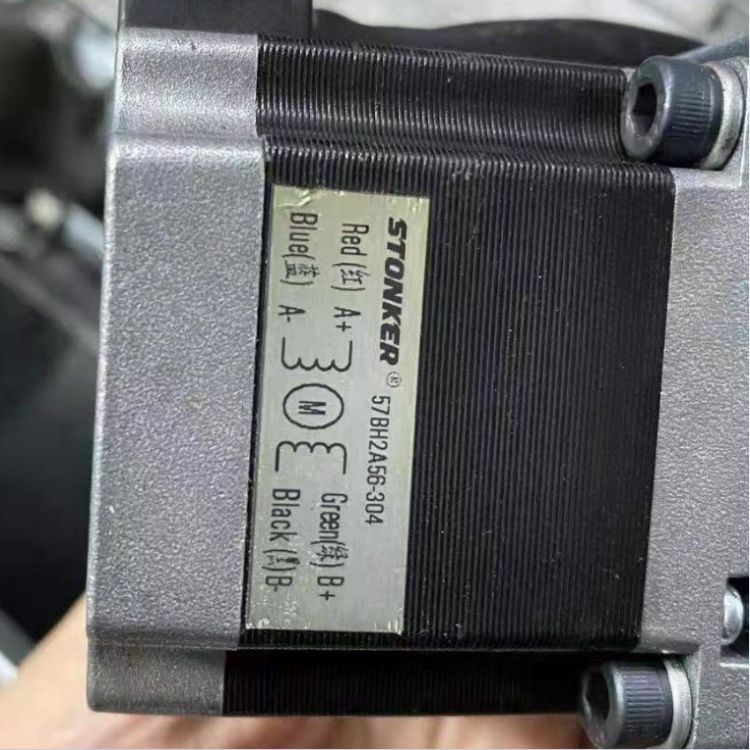 STONKER® 57BH2A56-304
Red(红) A+
Blue(蓝) A-
M
Green(绿)B+
Black(黑)B-